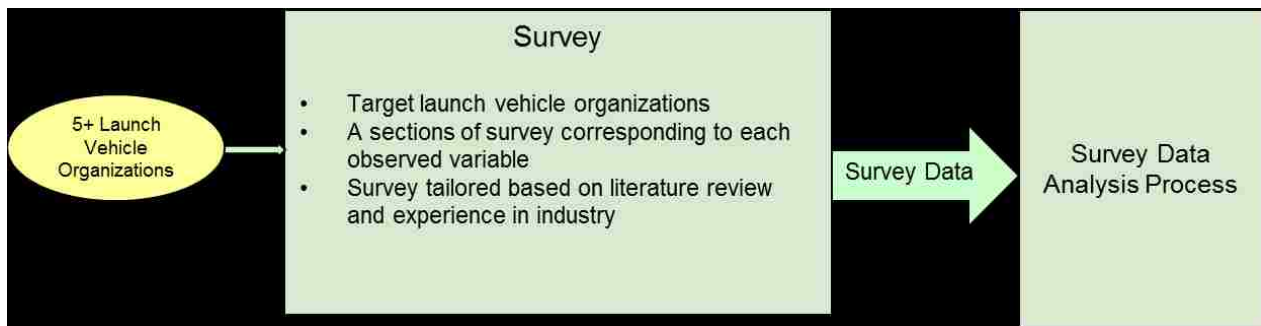 5+ Launch
Vehicle
Organizations
Survey
• Target launch vehicle organizations
• A sections of survey corresponding to each
observed variable
• Survey tailored based on literature review
and experience in industry
Survey Data
Survey Data
Analysis Process